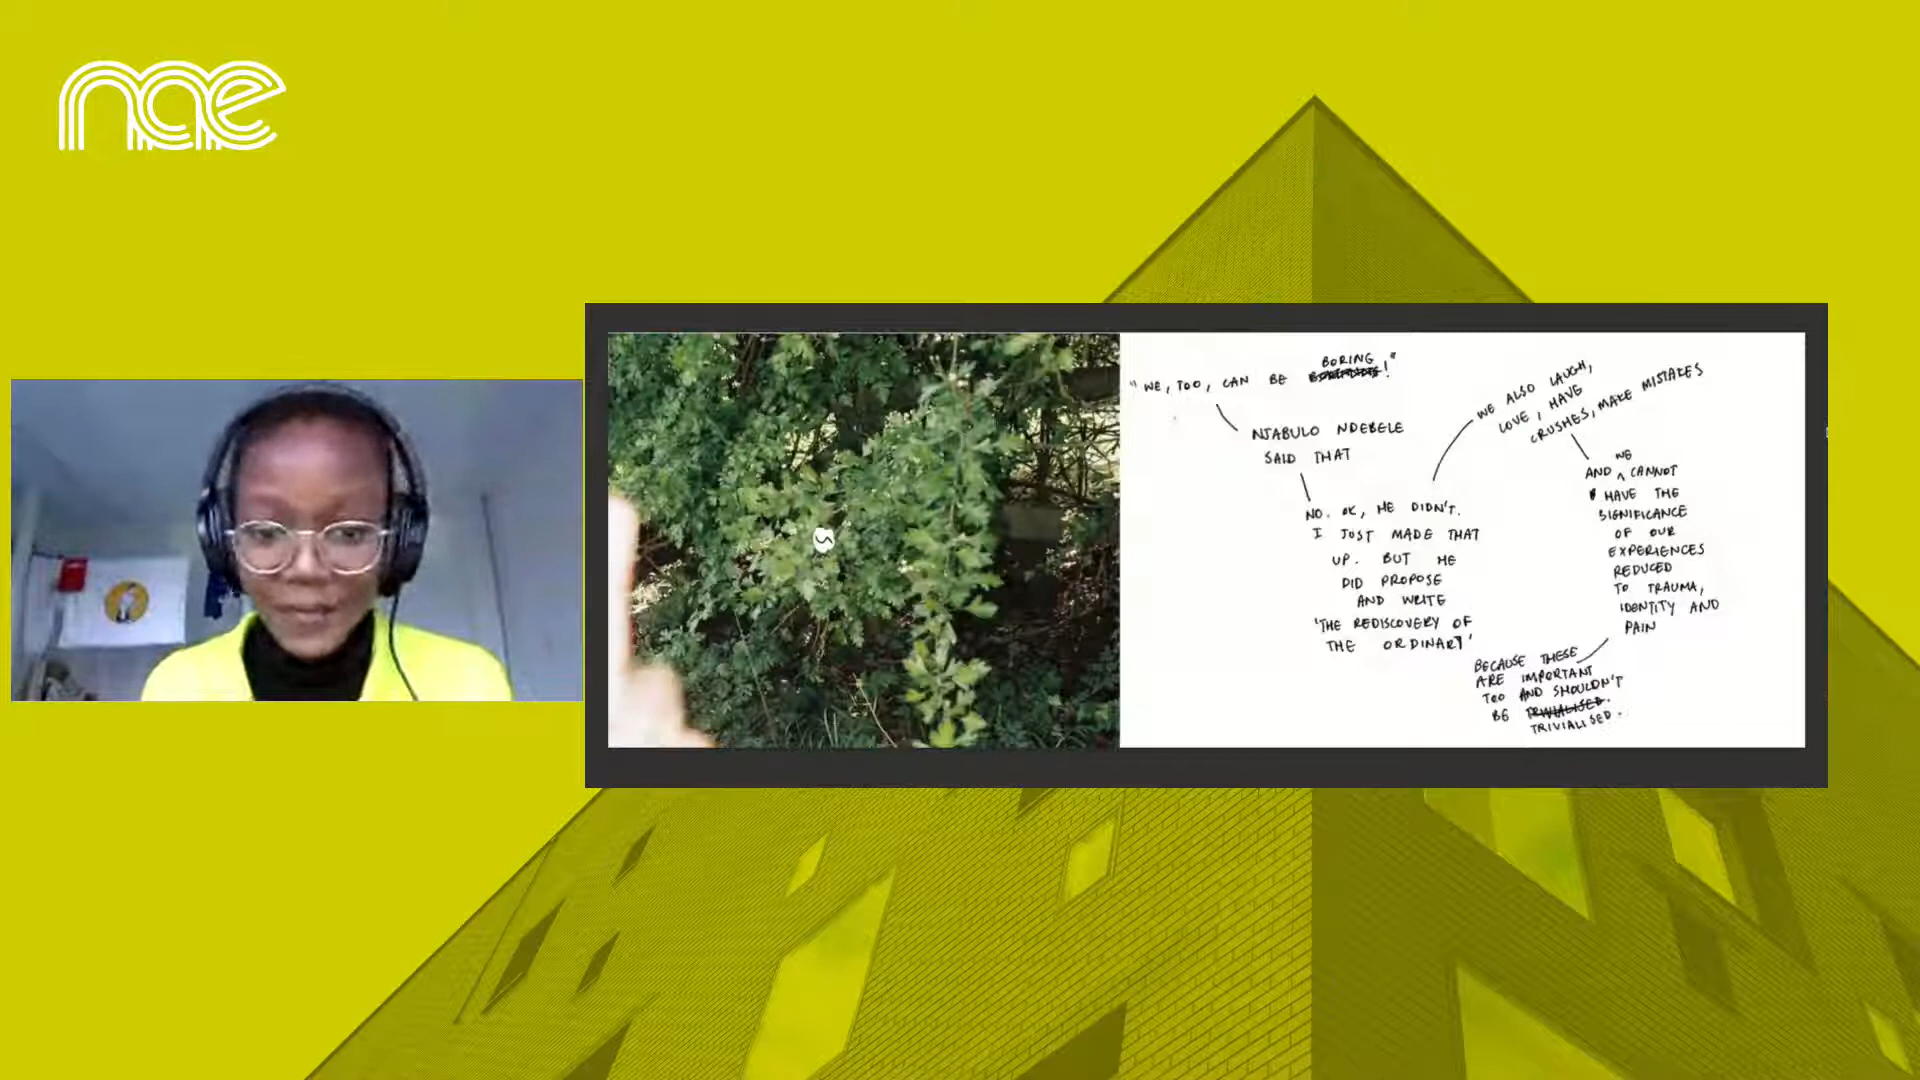 nae
"WE, TOO, CAN BE BORING!"
NJABULO NDEBELE
SAID THAT
NO. OK, HE DIDN'T.
I JUST MADE THAT
UP. BUT HE
DID PROPOSE
AND WRITE
'THE REDISCOVERY OF
THE ORDINARY'
WE ALSO LAUGH,
LOVE, HAVE
CRUSHES, MAKE MISTAKES
AND WE CANNOT
HAVE THE
SIGNIFICANCE
OF OUR
EXPERIENCES
REDUCED
TO TRAUMA,
IDENTITY AND
PAIN
BECAUSE THESE
ARE IMPORTANT
TOO AND SHOULDN'T
BE TRIVIALISED.
TRIVIALISED.